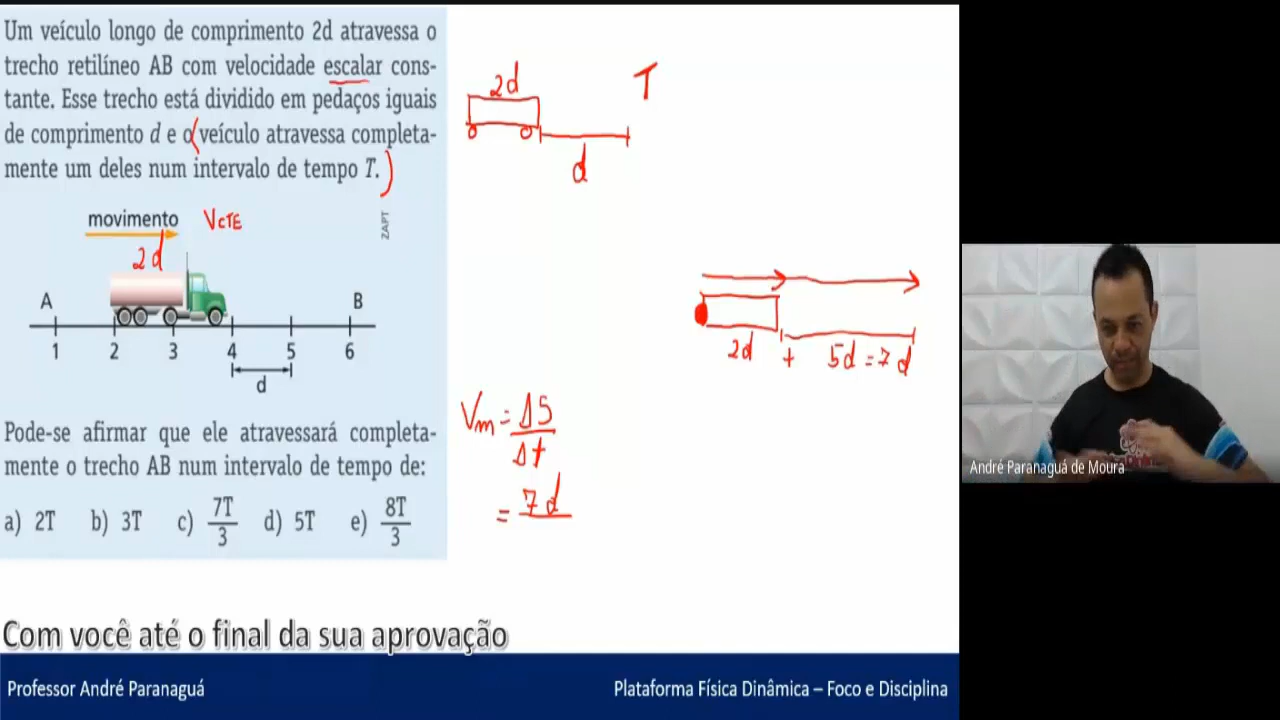 Um veículo longo de comprimento 2d atravessa o
trecho retilíneo AB com velocidade escalar cons-
tante. Esse trecho está dividido em pedaços iguais
de comprimento d e o (veículo atravessa completa-
mente um deles num intervalo de tempo T.)
movimento VCTE
ZAPT
2d
A B
1 2 3 4 5 6
d
Pode-se afirmar que ele atravessará completa-
mente o trecho AB num intervalo de tempo de:
a) 2T b) 3T c) 7T/3 d) 5T e) 8T/3
2d T
d
2d + 5d = 7d
Vm = ΔS/Δt
= 7d
André Paranaguá de Moura
Com você até o final da sua aprovação
Professor André Paranaguá Plataforma Física Dinâmica – Foco e Disciplina